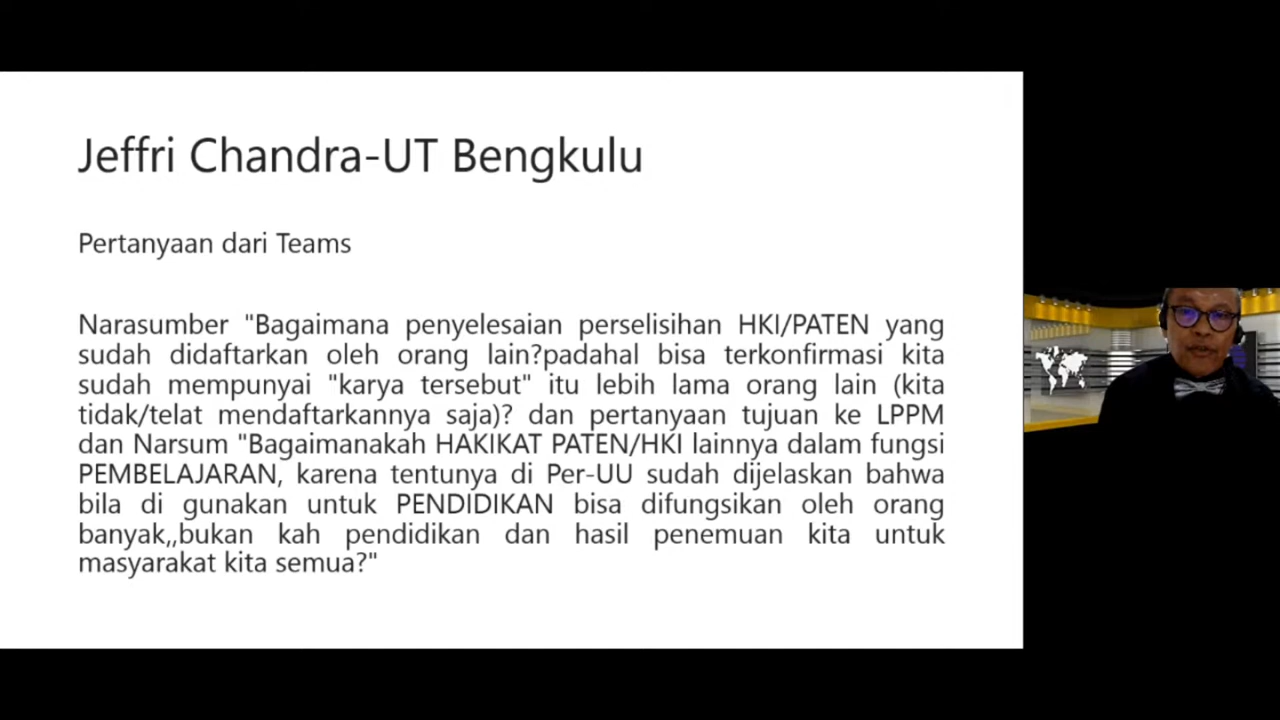 Jeffri Chandra-UT Bengkulu
Pertanyaan dari Teams
Narasumber "Bagaimana penyelesaian perselisihan HKI/PATEN yang
sudah didaftarkan oleh orang lain?padahal bisa terkonfirmasi kita
sudah mempunyai "karya tersebut" itu lebih lama orang lain (kita
tidak/telat mendaftarkannya saja)? dan pertanyaan tujuan ke LPPM
dan Narsum "Bagaimanakah HAKIKAT PATEN/HKI lainnya dalam fungsi
PEMBELAJARAN, karena tentunya di Per-UU sudah dijelaskan bahwa
bila di gunakan untuk PENDIDIKAN bisa difungsikan oleh orang
banyak,,bukan kah pendidikan dan hasil penemuan kita untuk
masyarakat kita semua?"